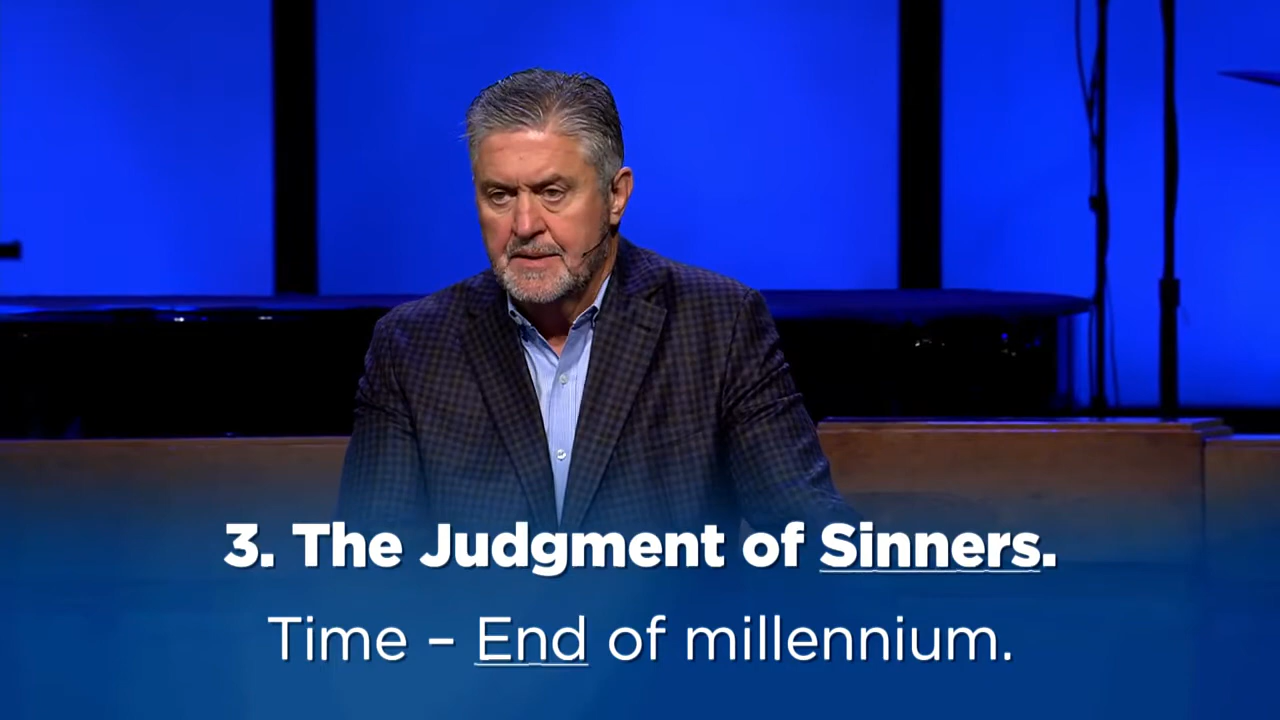 3. The Judgment of Sinners.
Time – End of millennium.